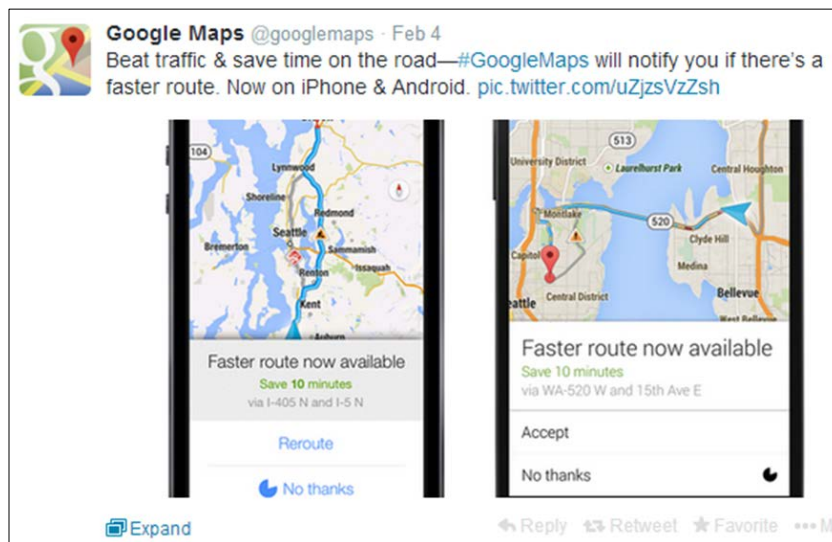 Google Maps @googlemaps · Feb 4
Beat traffic & save time on the road—#GoogleMaps will notify you if there's a
faster route. Now on iPhone & Android. pic.twitter.com/uZjzsVzZsh
104
Lynnwood
Shoreline
Redmond
Seattle
Bremerton
Sammamish
Renton
Issaquah
Kent
Auburn
Faster route now available
Save 10 minutes
via I-405 N and I-5 N
Reroute
No thanks
513
University District
Laurelhurst Park
Central Houghton
Montlake
520
Clyde Hill
Capitol
Medina
eattle
Central District
Bellevue
West Bellevue
Faster route now available
Save 10 minutes
via WA-520 W and 15th Ave E
Accept
No thanks
Expand
Reply Retweet Favorite ••• M